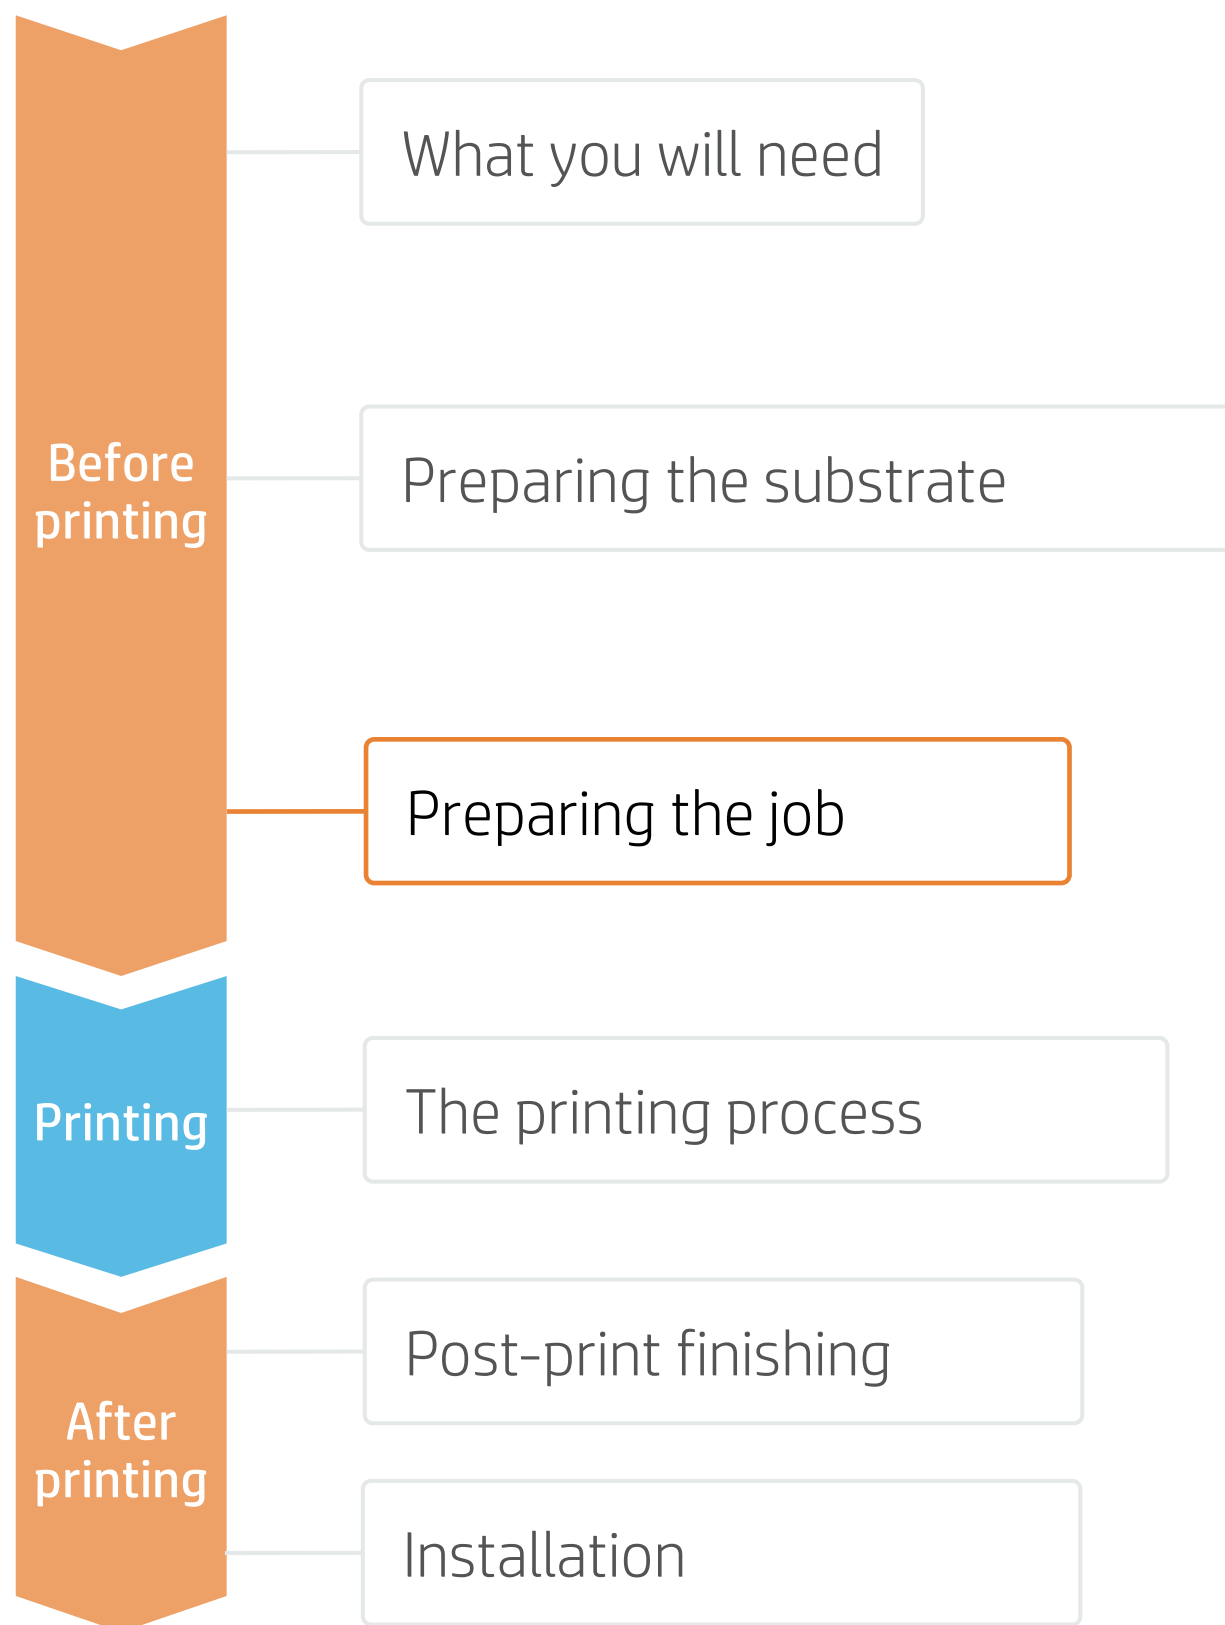 What you will need
Before
printing
Preparing the substrate
Preparing the job
Printing
The printing process
After
printing
Post-print finishing
Installation